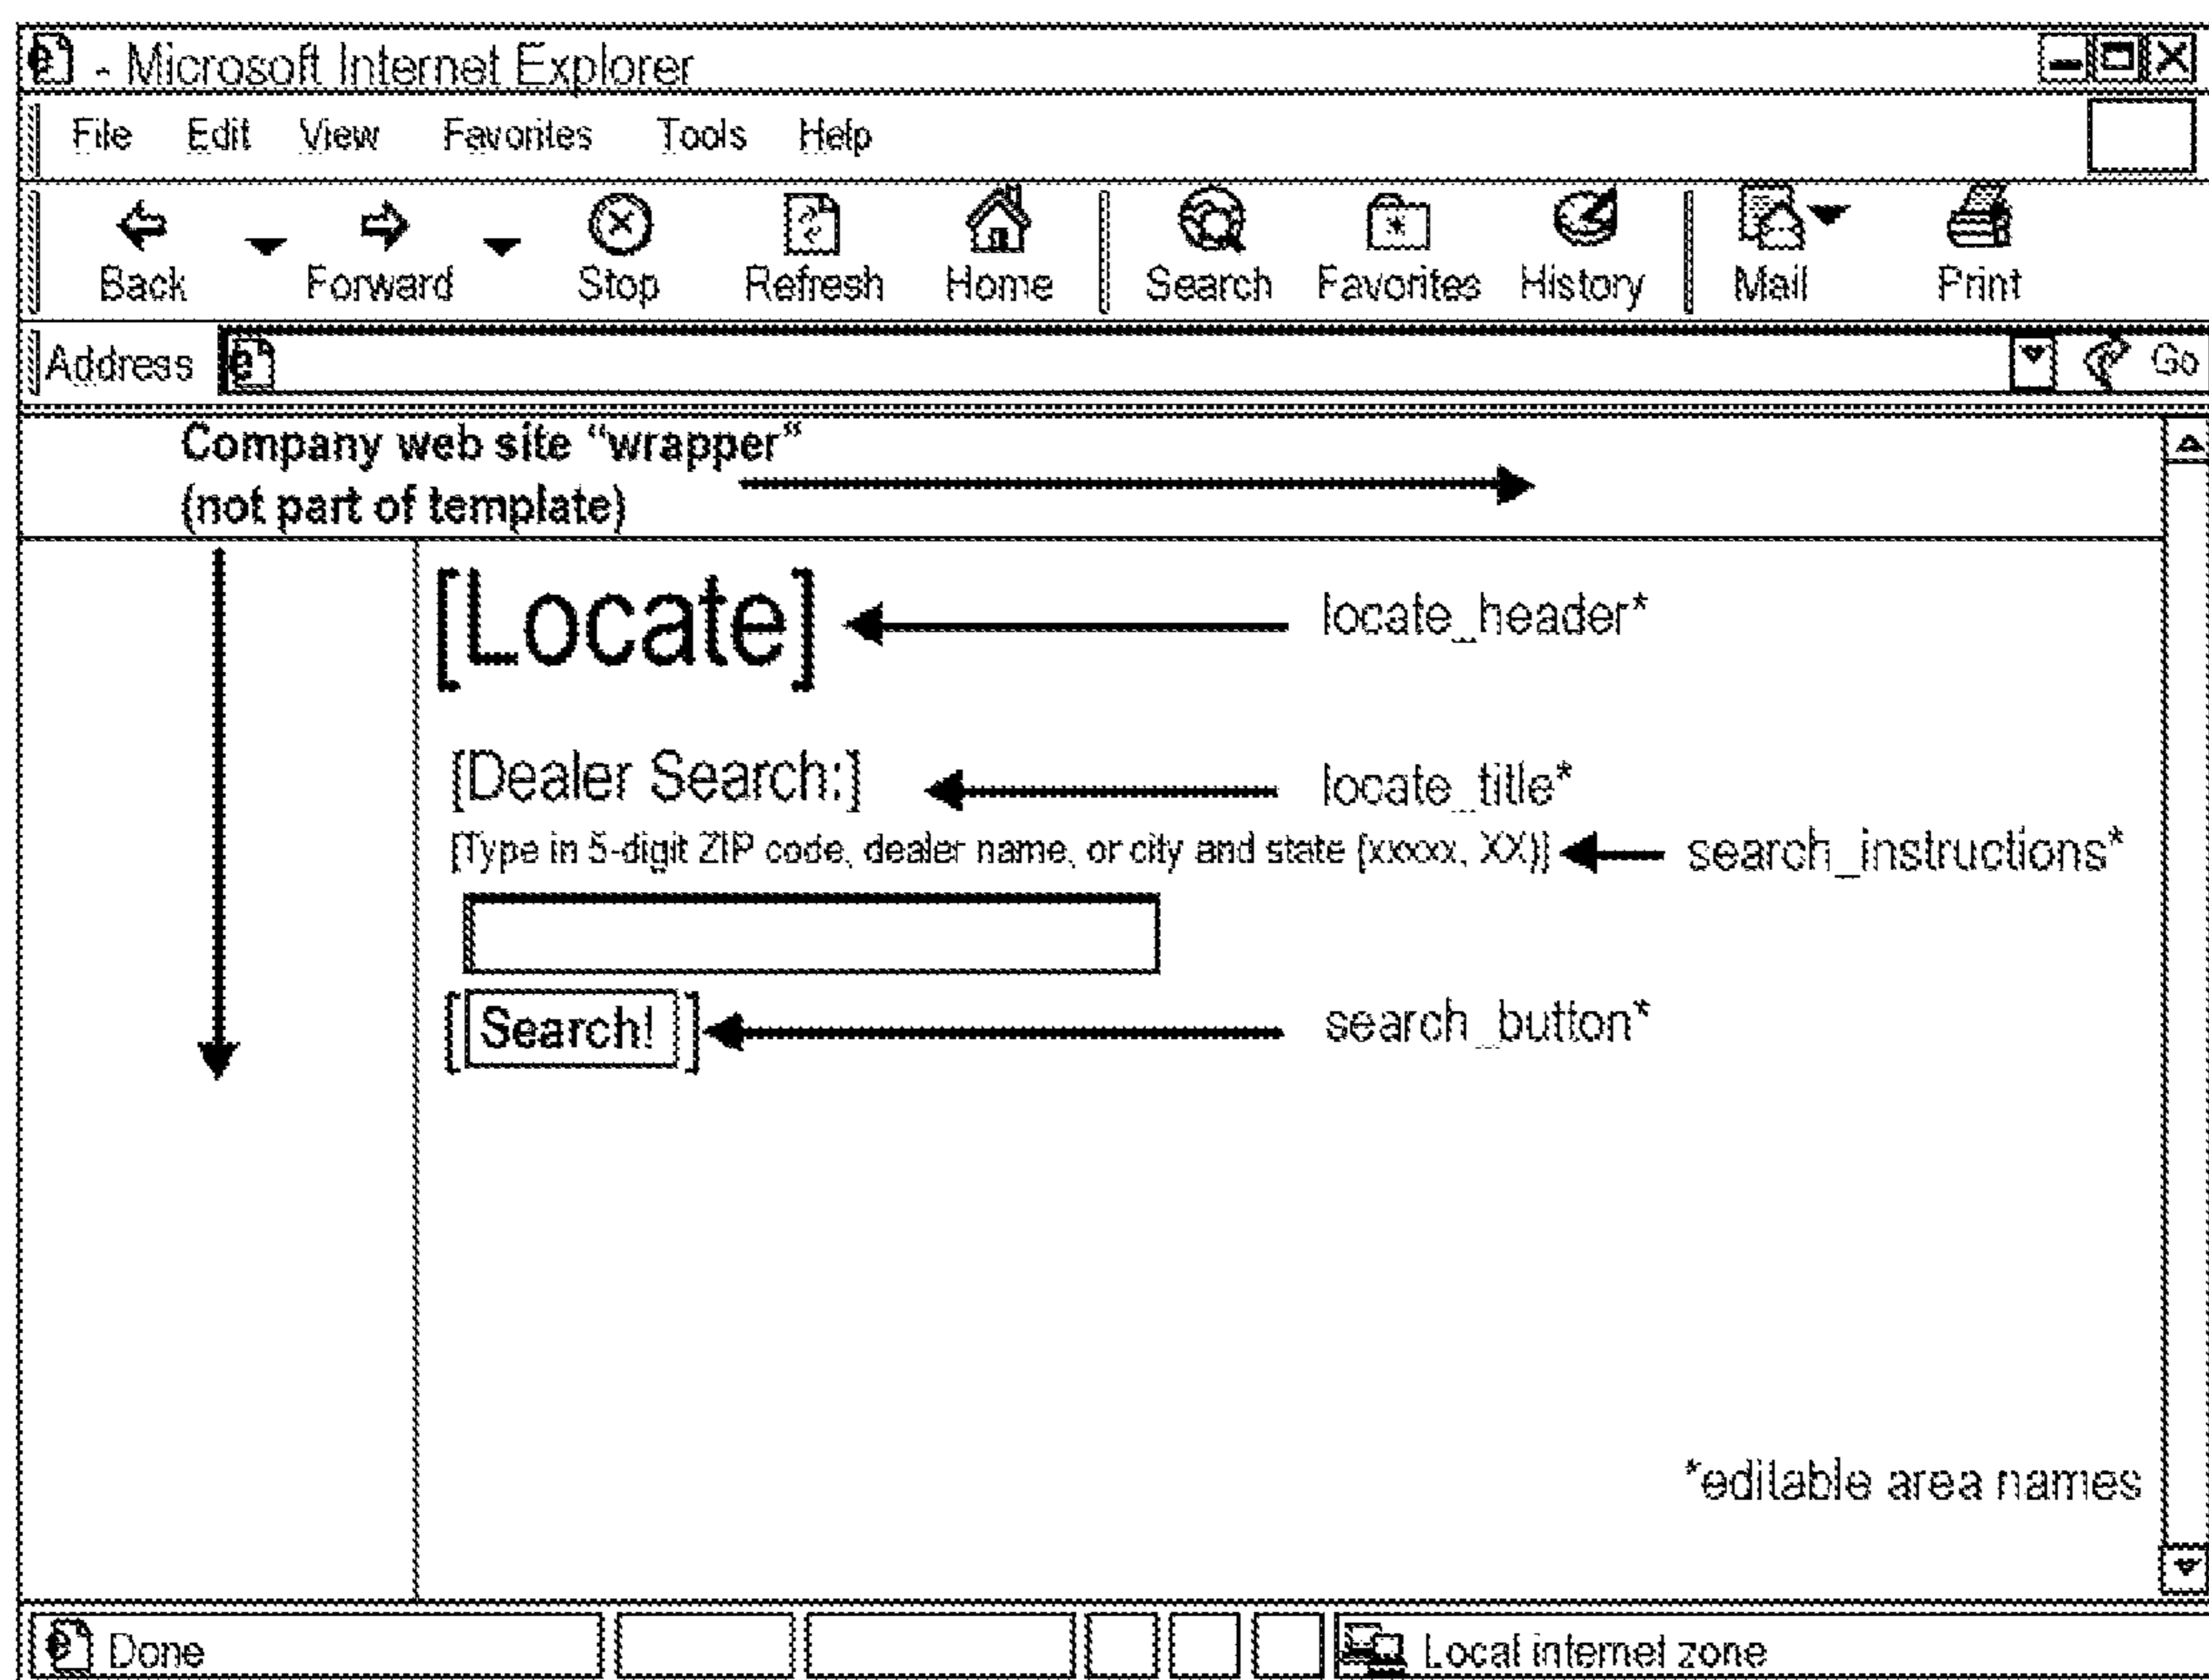 - Microsoft Internet Explorer
File Edit View Favorites Tools Help
Back Forward Stop Refresh Home Search Favorites History Mail Print
Address Go
Company web site “wrapper“
(not part of template)
[Locate] locate_header*
[Dealer Search:] locate_title*
[Type in 5-digit ZIP code, dealer name, or city and state (xxxxx, XX)] search_instructions*
[Search!] search_button*
*editable area names
Done Local internet zone